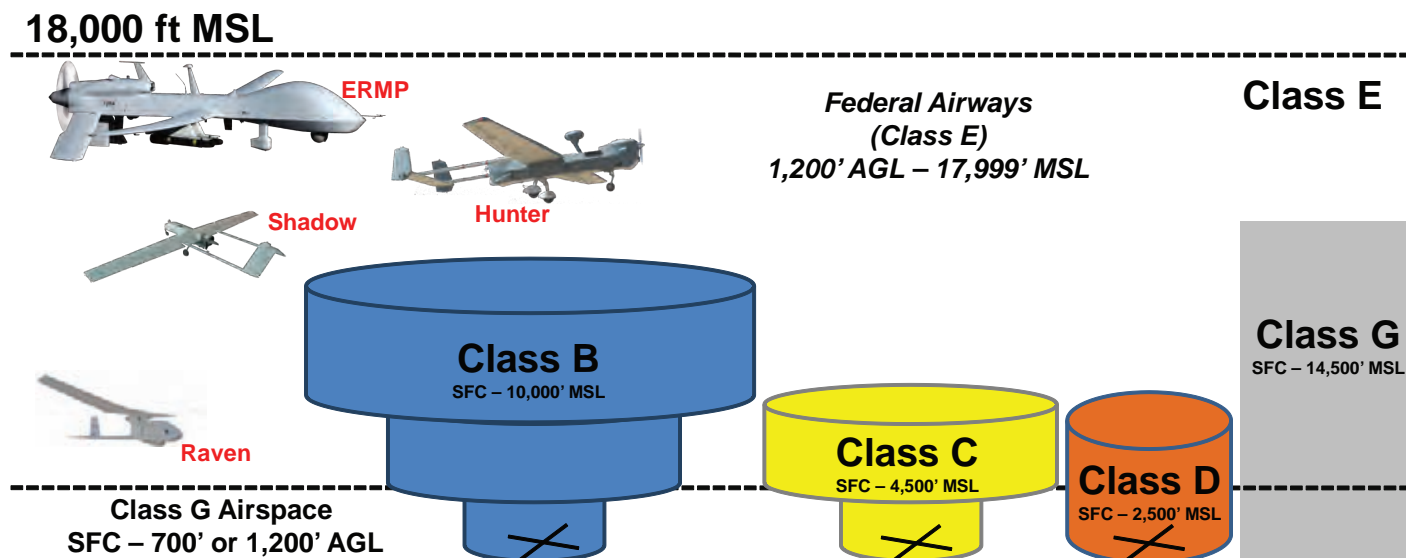 18,000 ft MSL
ERMP
Federal Airways
(Class E)
1,200’ AGL – 17,999’ MSL
Class E
Hunter
Shadow
Class B
SFC – 10,000’ MSL
Class G
SFC – 14,500’ MSL
Raven
Class C
SFC – 4,500’ MSL
Class D
SFC – 2,500’ MSL
Class G Airspace
SFC – 700’ or 1,200’ AGL